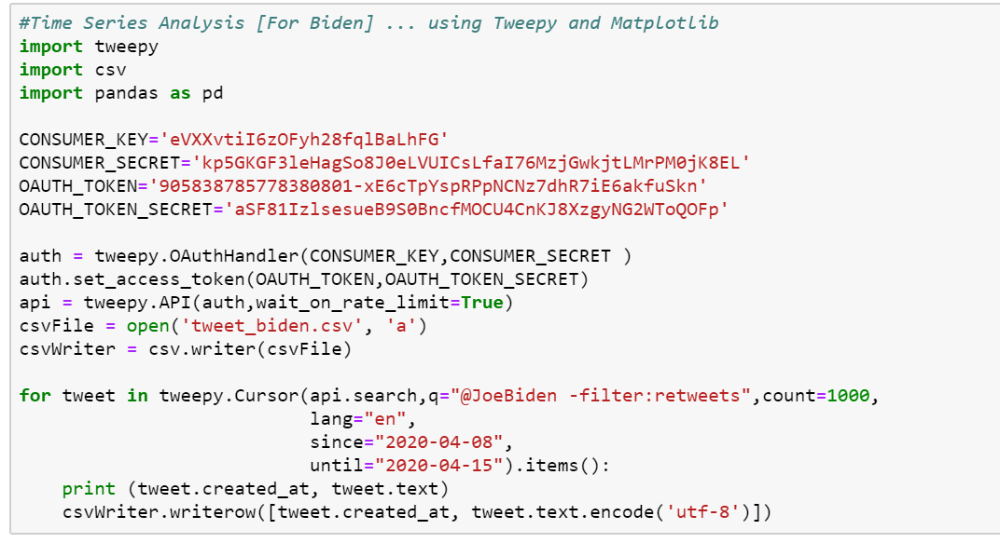 #Time Series Analysis [For Biden] ... using Tweepy and Matplotlib
import tweepy
import csv
import pandas as pd
CONSUMER_KEY='eVXXvtiI6zOFyh28fqlBaLhFG'
CONSUMER_SECRET='kp5GKGF3leHagSo8J0eLVUICsLfaI76MzjGwkjtLMrPM0jK8EL'
OAUTH_TOKEN='905838785778380801-xE6cTpYspRPpNCNz7dhR7iE6akfuSkn'
OAUTH_TOKEN_SECRET='aSF81IzlsesueB9S0BncfMOCU4CnKJ8XzgyNG2WToQOFp'
auth = tweepy.OAuthHandler(CONSUMER_KEY,CONSUMER_SECRET )
auth.set_access_token(OAUTH_TOKEN,OAUTH_TOKEN_SECRET)
api = tweepy.API(auth,wait_on_rate_limit=True)
csvFile = open('tweet_biden.csv', 'a')
csvWriter = csv.writer(csvFile)
for tweet in tweepy.Cursor(api.search,q="@JoeBiden -filter:retweets",count=1000,
lang="en",
since="2020-04-08",
until="2020-04-15").items():
print (tweet.created_at, tweet.text)
csvWriter.writerow([tweet.created_at, tweet.text.encode('utf-8')])